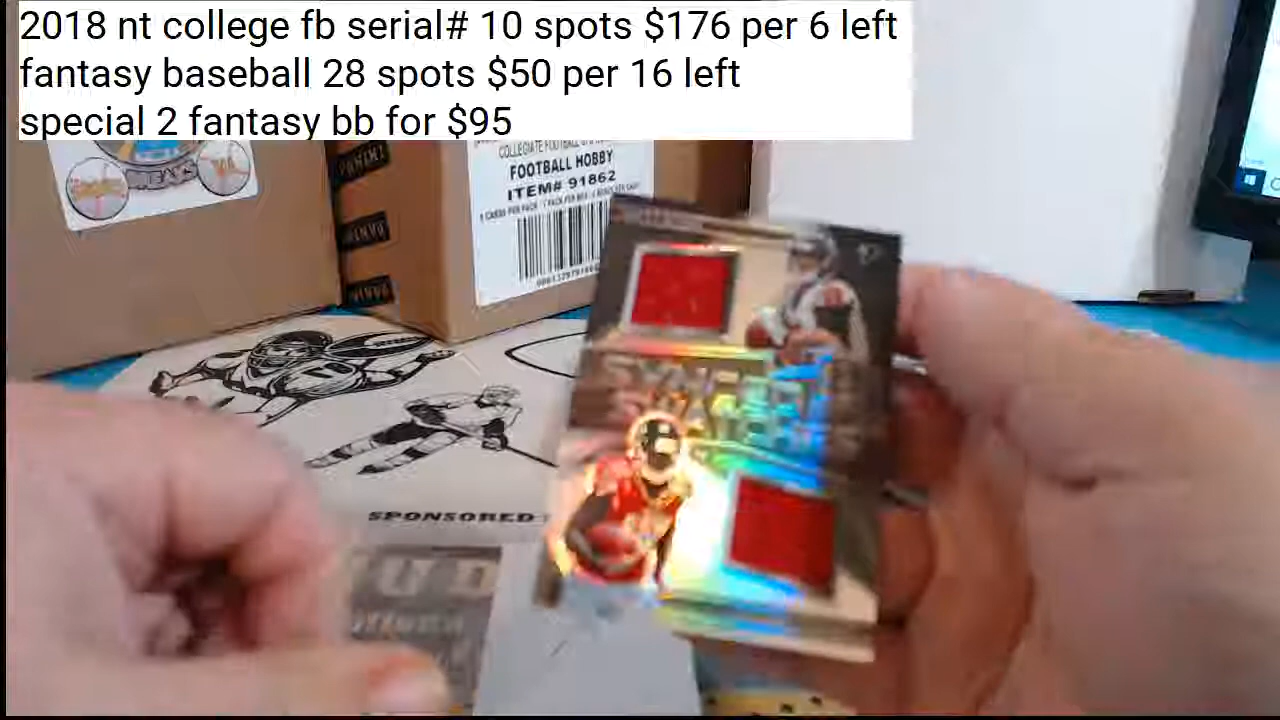 2018 nt college fb serial# 10 spots $176 per 6 left
fantasy baseball 28 spots $50 per 16 left
special 2 fantasy bb for $95
FOOTBALL HOBBY
ITEM# 91862
PANINI
SPONSORED